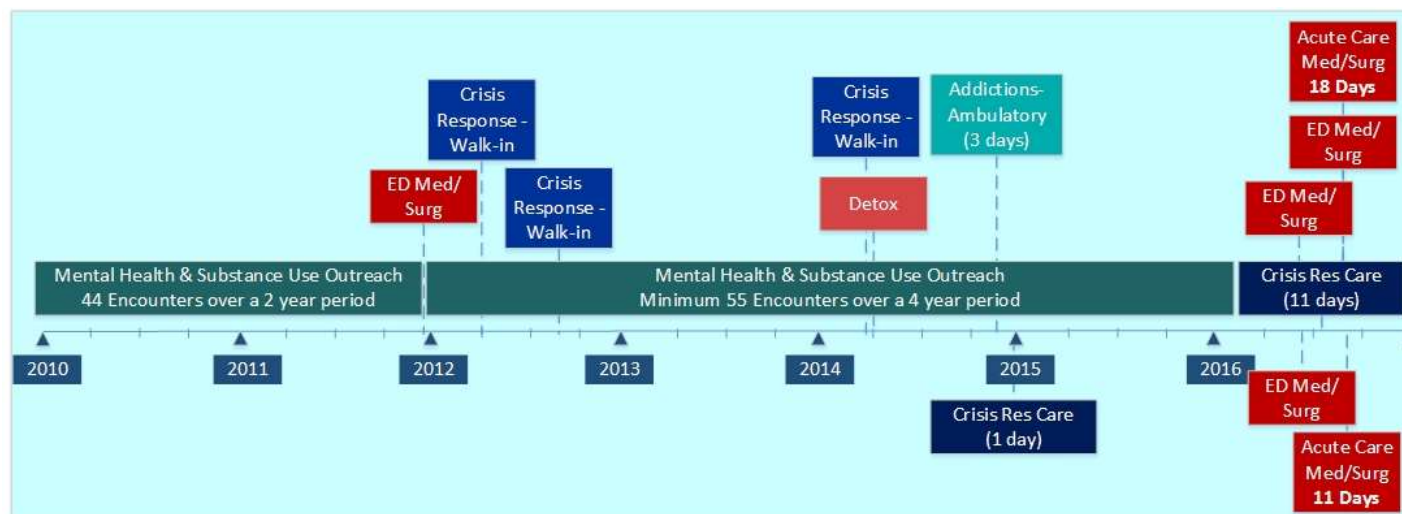 Acute Care
Med/Surg
18 Days
Crisis
Response -
Walk-in
Crisis
Response -
Walk-in
Addictions-
Ambulatory
(3 days)
ED Med/
Surg
ED Med/
Surg
Crisis
Response -
Walk-in
Detox
ED Med/
Surg
Mental Health & Substance Use Outreach
44 Encounters over a 2 year period
Mental Health & Substance Use Outreach
Minimum 55 Encounters over a 4 year period
Crisis Res Care
(11 days)
2010
2011
2012
2013
2014
2015
2016
ED Med/
Surg
Crisis Res Care
(1 day)
Acute Care
Med/Surg
11 Days